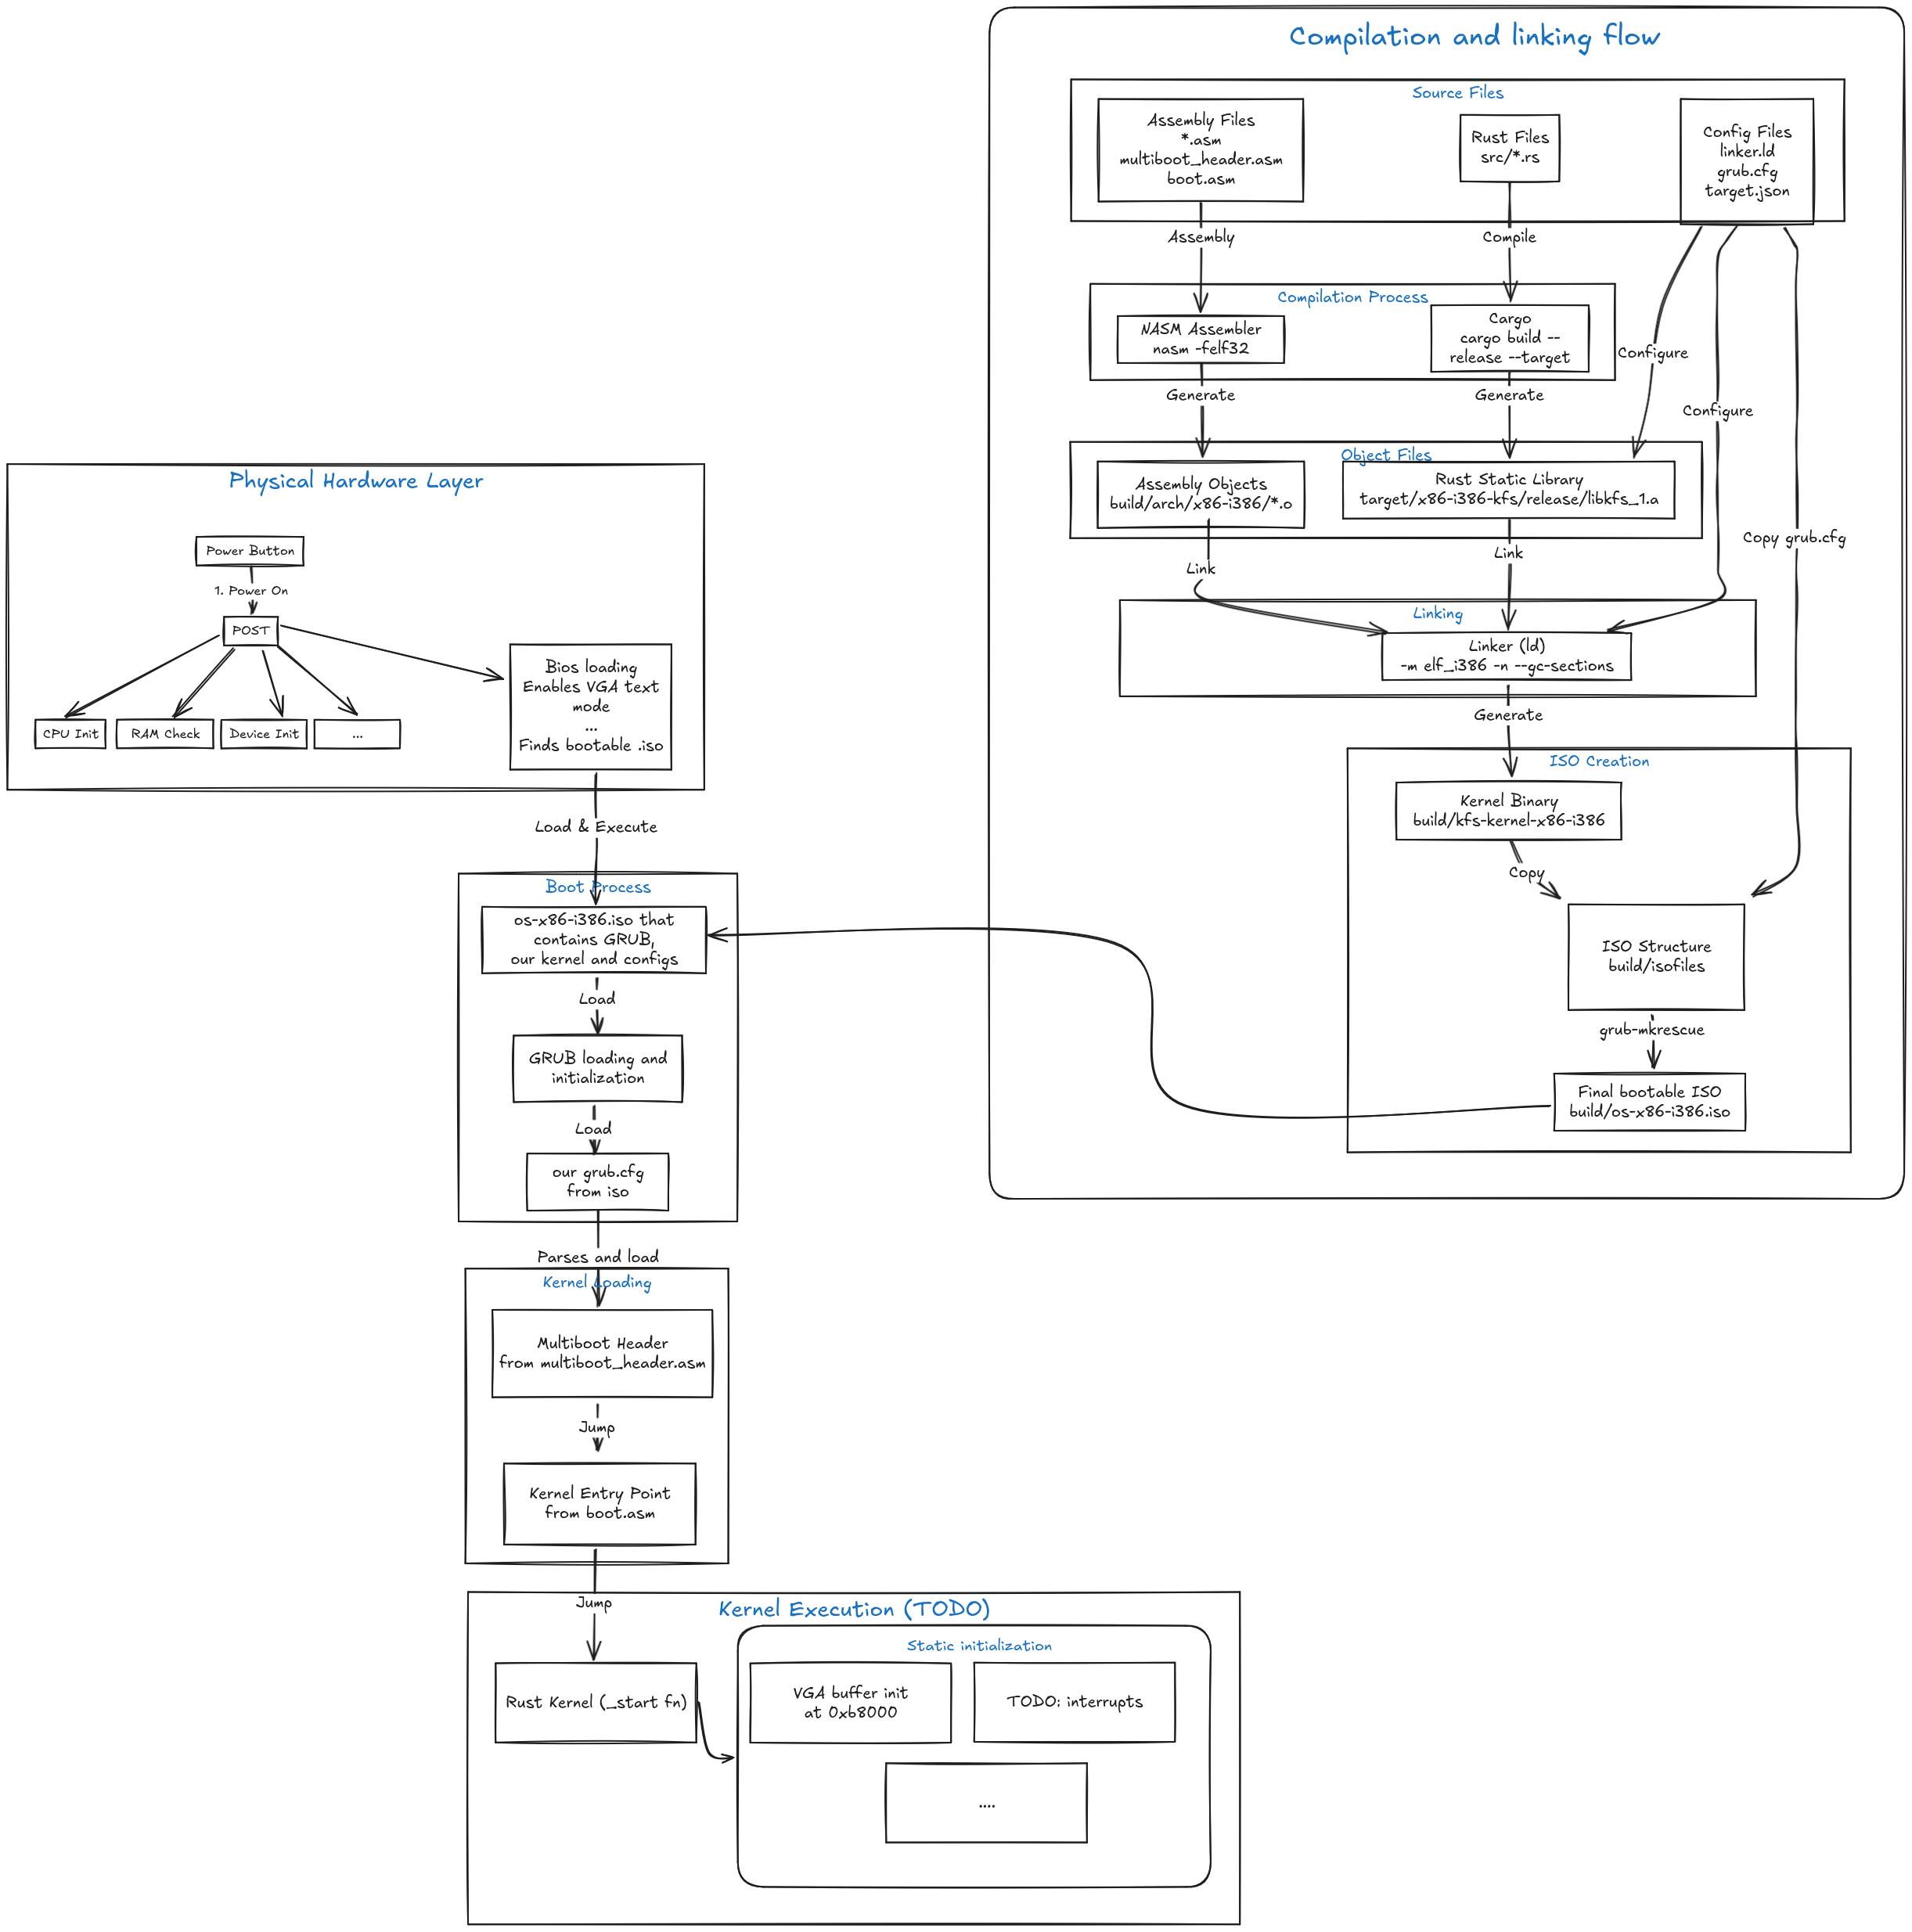 Compilation and linking flow
Source Files
Assembly Files
*.asm
multiboot_header.asm
boot.asm
Rust Files
src/*.rs
Config Files
linker.ld
grub.cfg
target.json
Assembly
Compile
Compilation Process
NASM Assembler
nasm -felf32
Cargo
cargo build --
release --target
Configure
Configure
Copy grub.cfg
Generate
Generate
Object Files
Assembly Objects
build/arch/x86-i386/*.o
Rust Static Library
target/x86-i386-kfs/release/libkfs_1.a
Link
Link
Linking
Linker (ld)
-m elf_i386 -n --gc-sections
Generate
ISO Creation
Kernel Binary
build/kfs-kernel-x86-i386
Copy
ISO Structure
build/isofiles
grub-mkrescue
Final bootable ISO
build/os-x86-i386.iso
Physical Hardware Layer
Power Button
1. Power On
POST
CPU Init
RAM Check
Device Init
...
Bios loading
Enables VGA text
mode
...
Finds bootable .iso
Load & Execute
Boot Process
os-x86-i386.iso that
contains GRUB,
our kernel and configs
Load
GRUB loading and
initialization
Load
our grub.cfg
from iso
Parses and load
Kernel Loading
Multiboot Header
from multiboot_header.asm
Jump
Kernel Entry Point
from boot.asm
Jump
Kernel Execution (TODO)
Rust Kernel (_start fn)
Static initialization
VGA buffer init
at 0xb8000
TODO: interrupts
....